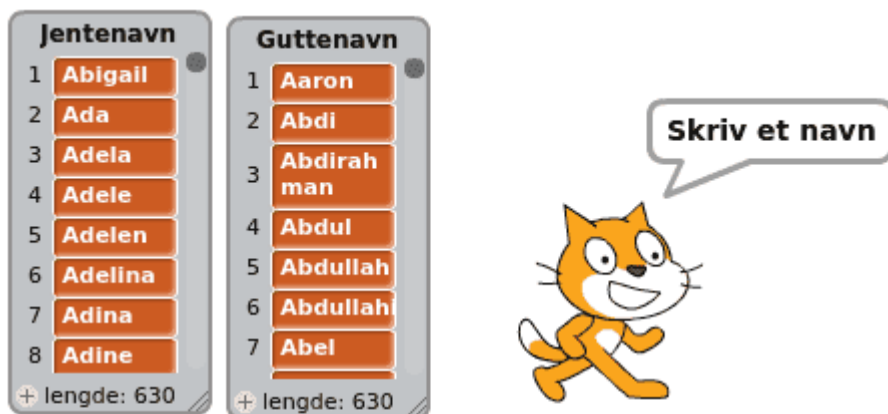 Jentenavn
1 Abigail
2 Ada
3 Adela
4 Adele
5 Adelen
6 Adelina
7 Adina
8 Adine
+ lengde: 630
Guttenavn
1 Aaron
2 Abdi
3 Abdirah
man
4 Abdul
5 Abdullah
6 Abdullahi
7 Abel
+ lengde: 630
Skriv et navn